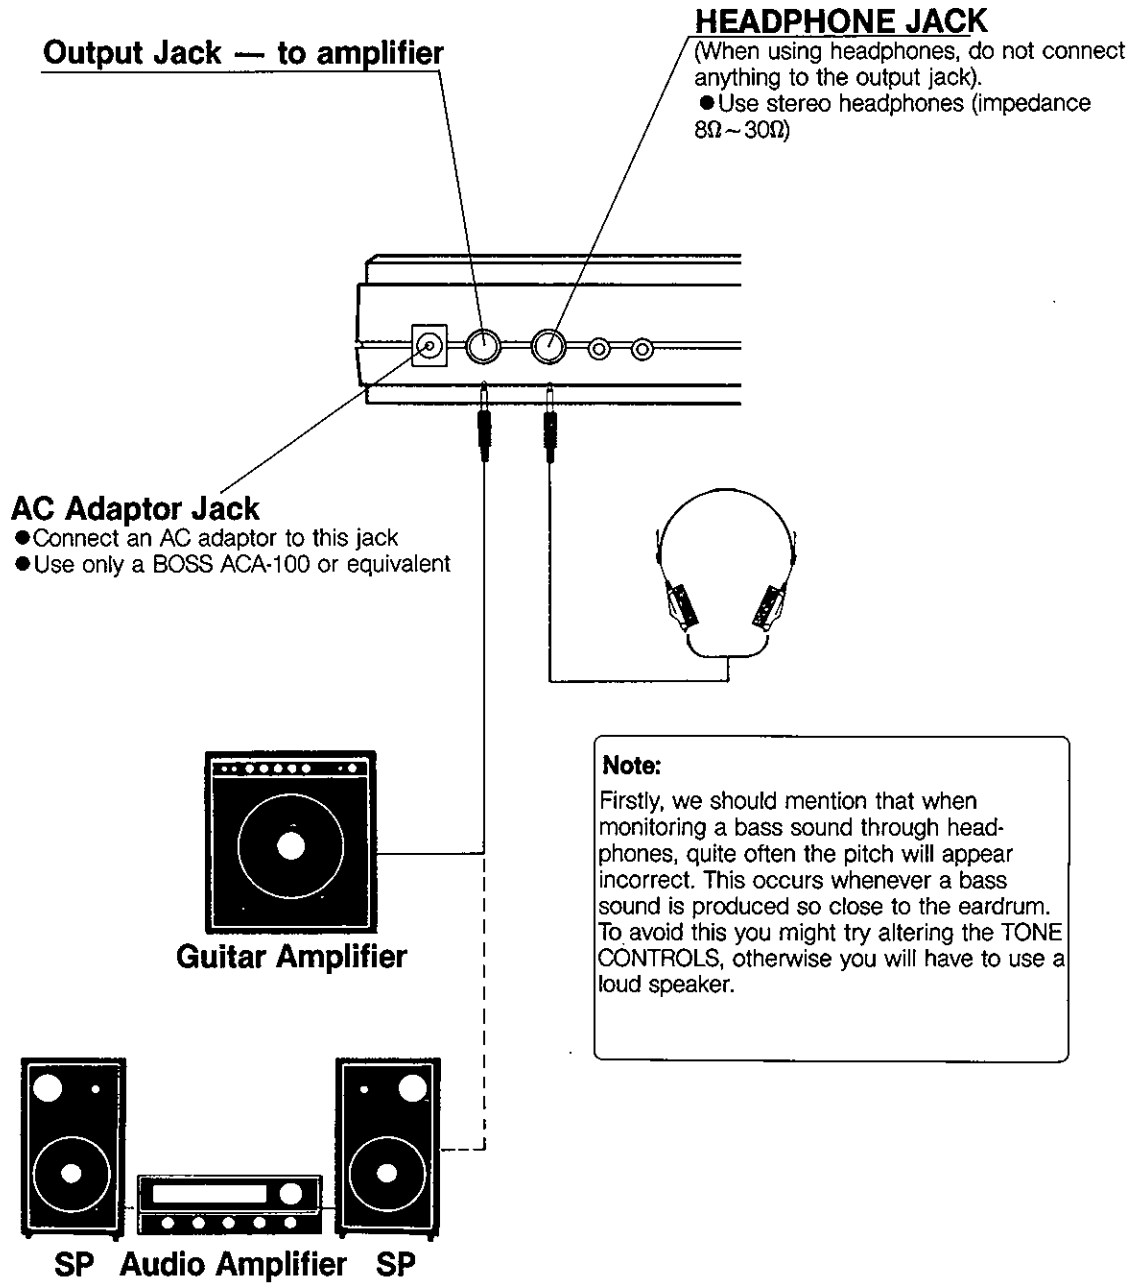 Output Jack — to amplifier
HEADPHONE JACK
(When using headphones, do not connect
anything to the output jack).
●Use stereo headphones (impedance
8Ω~30Ω)
AC Adaptor Jack
●Connect an AC adaptor to this jack
●Use only a BOSS ACA-100 or equivalent
Note:
Firstly, we should mention that when
monitoring a bass sound through head-
phones, quite often the pitch will appear
incorrect. This occurs whenever a bass
sound is produced so close to the eardrum.
To avoid this you might try altering the TONE
CONTROLS, otherwise you will have to use a
loud speaker.
Guitar Amplifier
SP Audio Amplifier SP